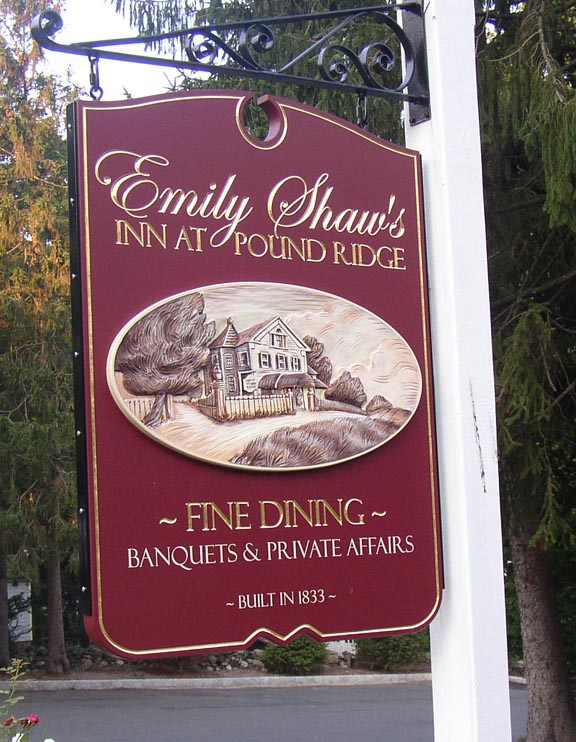 Emily Shaw's
INN AT POUND RIDGE
~ FINE DINING ~
BANQUETS & PRIVATE AFFAIRS
~ BUILT IN 1833 ~